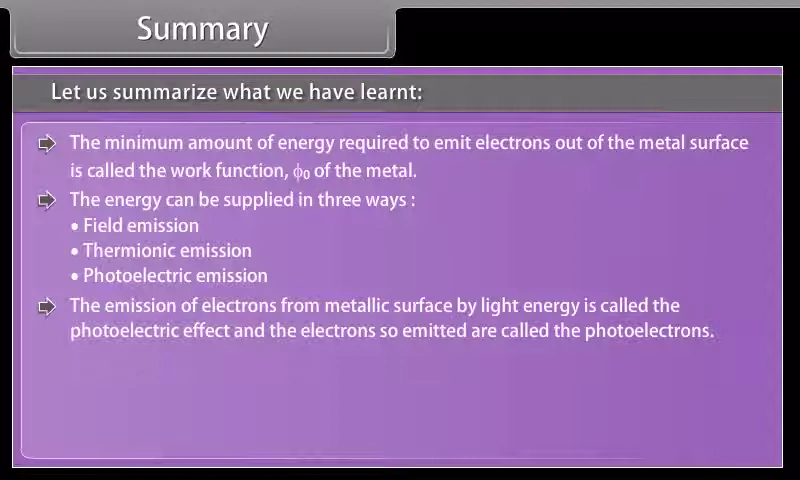 Summary
Let us summarize what we have learnt:
The minimum amount of energy required to emit electrons out of the metal surface
is called the work function, ϕ₀ of the metal.
The energy can be supplied in three ways :
• Field emission
• Thermionic emission
• Photoelectric emission
The emission of electrons from metallic surface by light energy is called the
photoelectric effect and the electrons so emitted are called the photoelectrons.